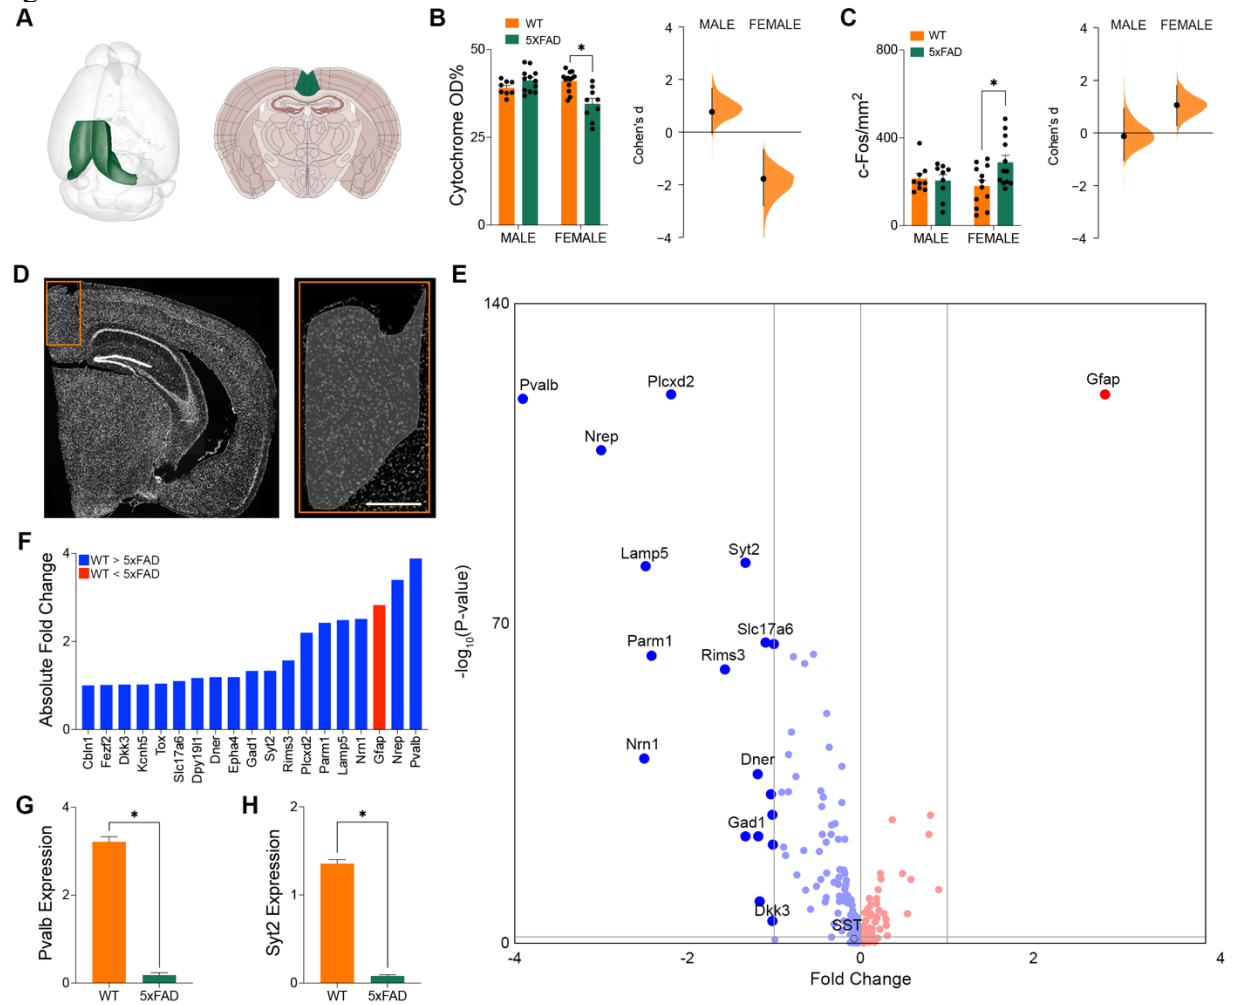 A
B
WT
5XFAD
Cytochrome OD%
50
25
0
*
MALE
FEMALE
MALE
FEMALE
Cohen's d
4
2
0
−2
−4
C
WT
5xFAD
c-Fos/mm2
800
400
0
*
MALE
FEMALE
MALE
FEMALE
Cohen's d
4
2
0
−2
−4
D
E
140
70
0
-log10(P-value)
Pvalb
Plcxd2
Gfap
Nrep
Lamp5
Syt2
Slc17a6
Parm1
Rims3
Nrn1
Dner
Gad1
Dkk3
SST
-4
-2
0
2
4
Fold Change
F
WT > 5xFAD
WT < 5xFAD
Absolute Fold Change
4
2
0
Cbln1
Fezf2
Dkk3
Kcnh5
Tox
Slc17a6
Dpy19l1
Dner
Epha4
Gad1
Syt2
Rims3
Plcxd2
Parm1
Lamp5
Nrn1
Gfap
Nrep
Pvalb
G
Pvalb Expression
4
2
0
*
WT
5xFAD
H
Syt2 Expression
2
1
0
*
WT
5xFAD